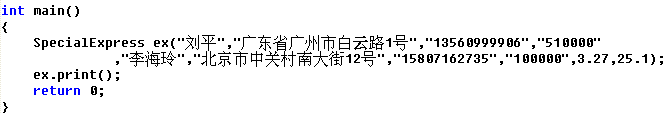 int main()
{
SpecialExpress ex("刘平","广东省广州市白云路1号","13560999906","510000"
,"李海玲","北京市中关村南大街12号","15807162735","100000",3.27,25.1);
ex.print();
return 0;
}